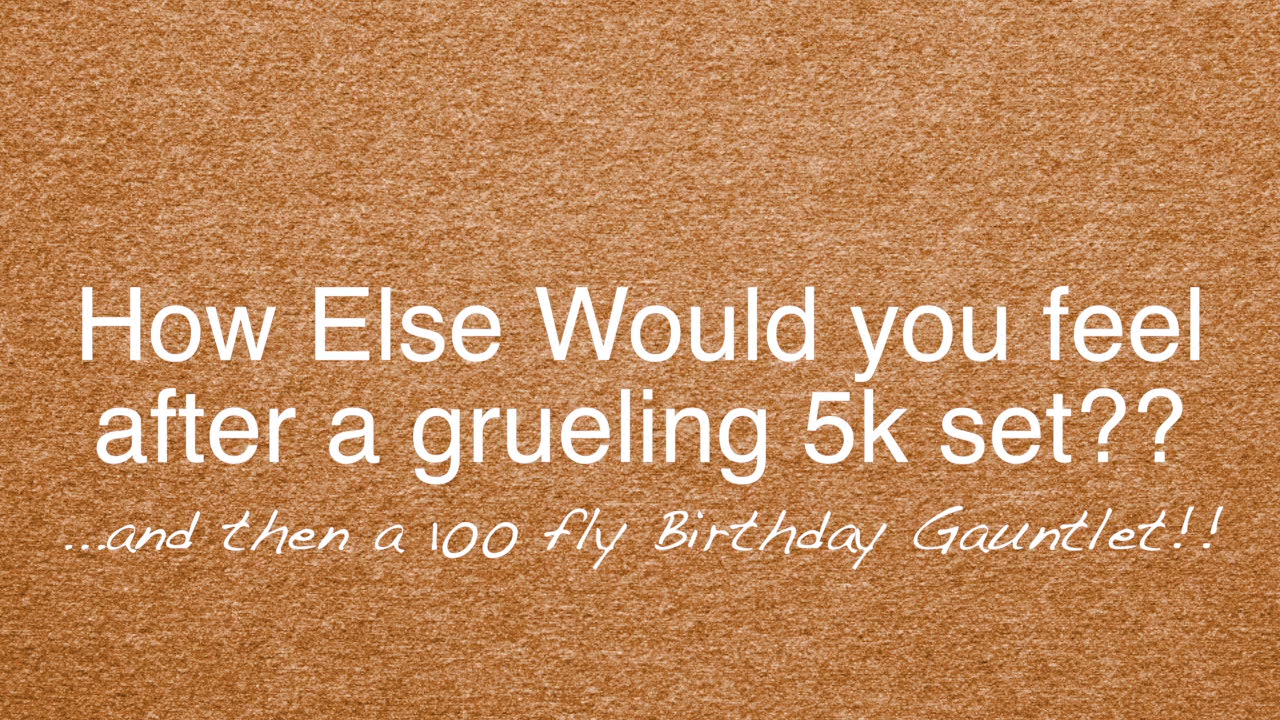 How Else Would you feel
after a grueling 5k set??
...and then a 100 fly Birthday Gauntlet!!